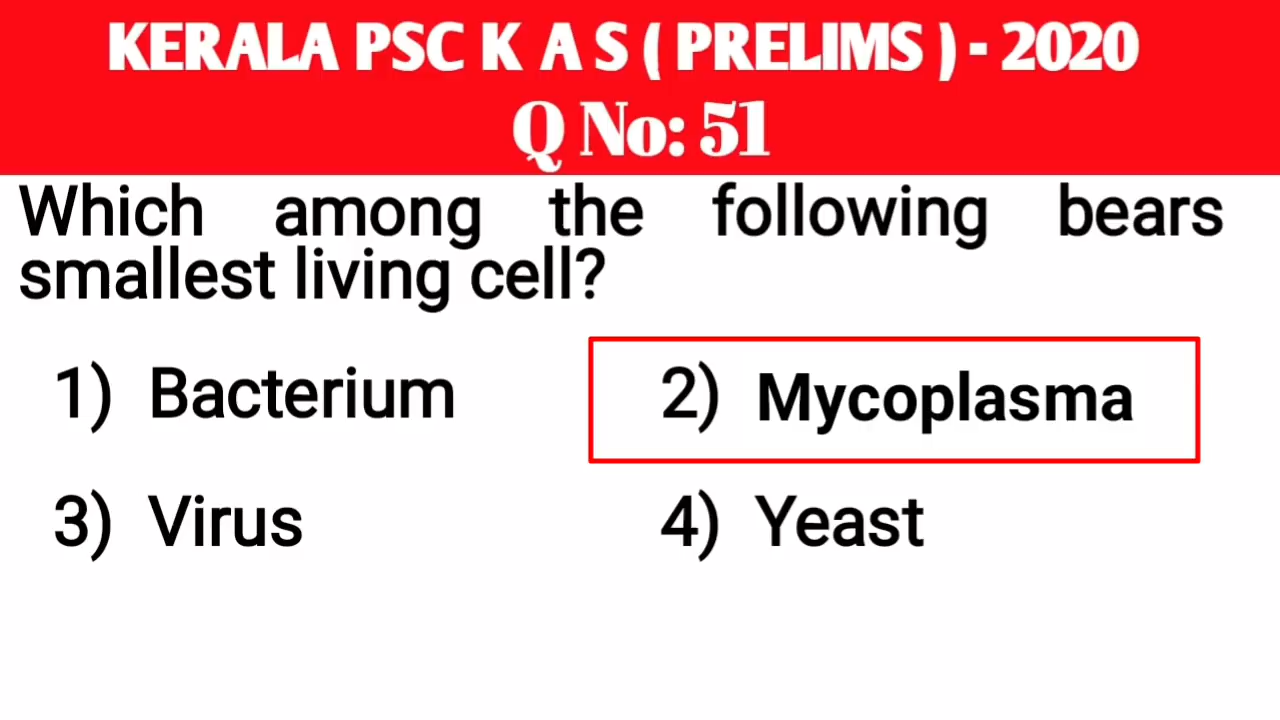 KERALA PSC K A S ( PRELIMS ) - 2020
Q No: 51
Which among the following bears
smallest living cell?
1) Bacterium 2) Mycoplasma
3) Virus 4) Yeast